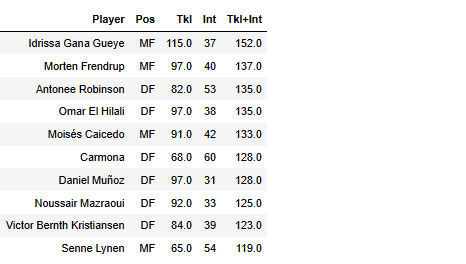 Player Pos Tkl Int Tkl+Int
Idrissa Gana Gueye MF 115.0 37 152.0
Morten Frendrup MF 97.0 40 137.0
Antonee Robinson DF 82.0 53 135.0
Omar El Hilali DF 97.0 38 135.0
Moisés Caicedo MF 91.0 42 133.0
Carmona DF 68.0 60 128.0
Daniel Muñoz DF 97.0 31 128.0
Noussair Mazraoui DF 92.0 33 125.0
Victor Bernth Kristiansen DF 84.0 39 123.0
Senne Lynen MF 65.0 54 119.0